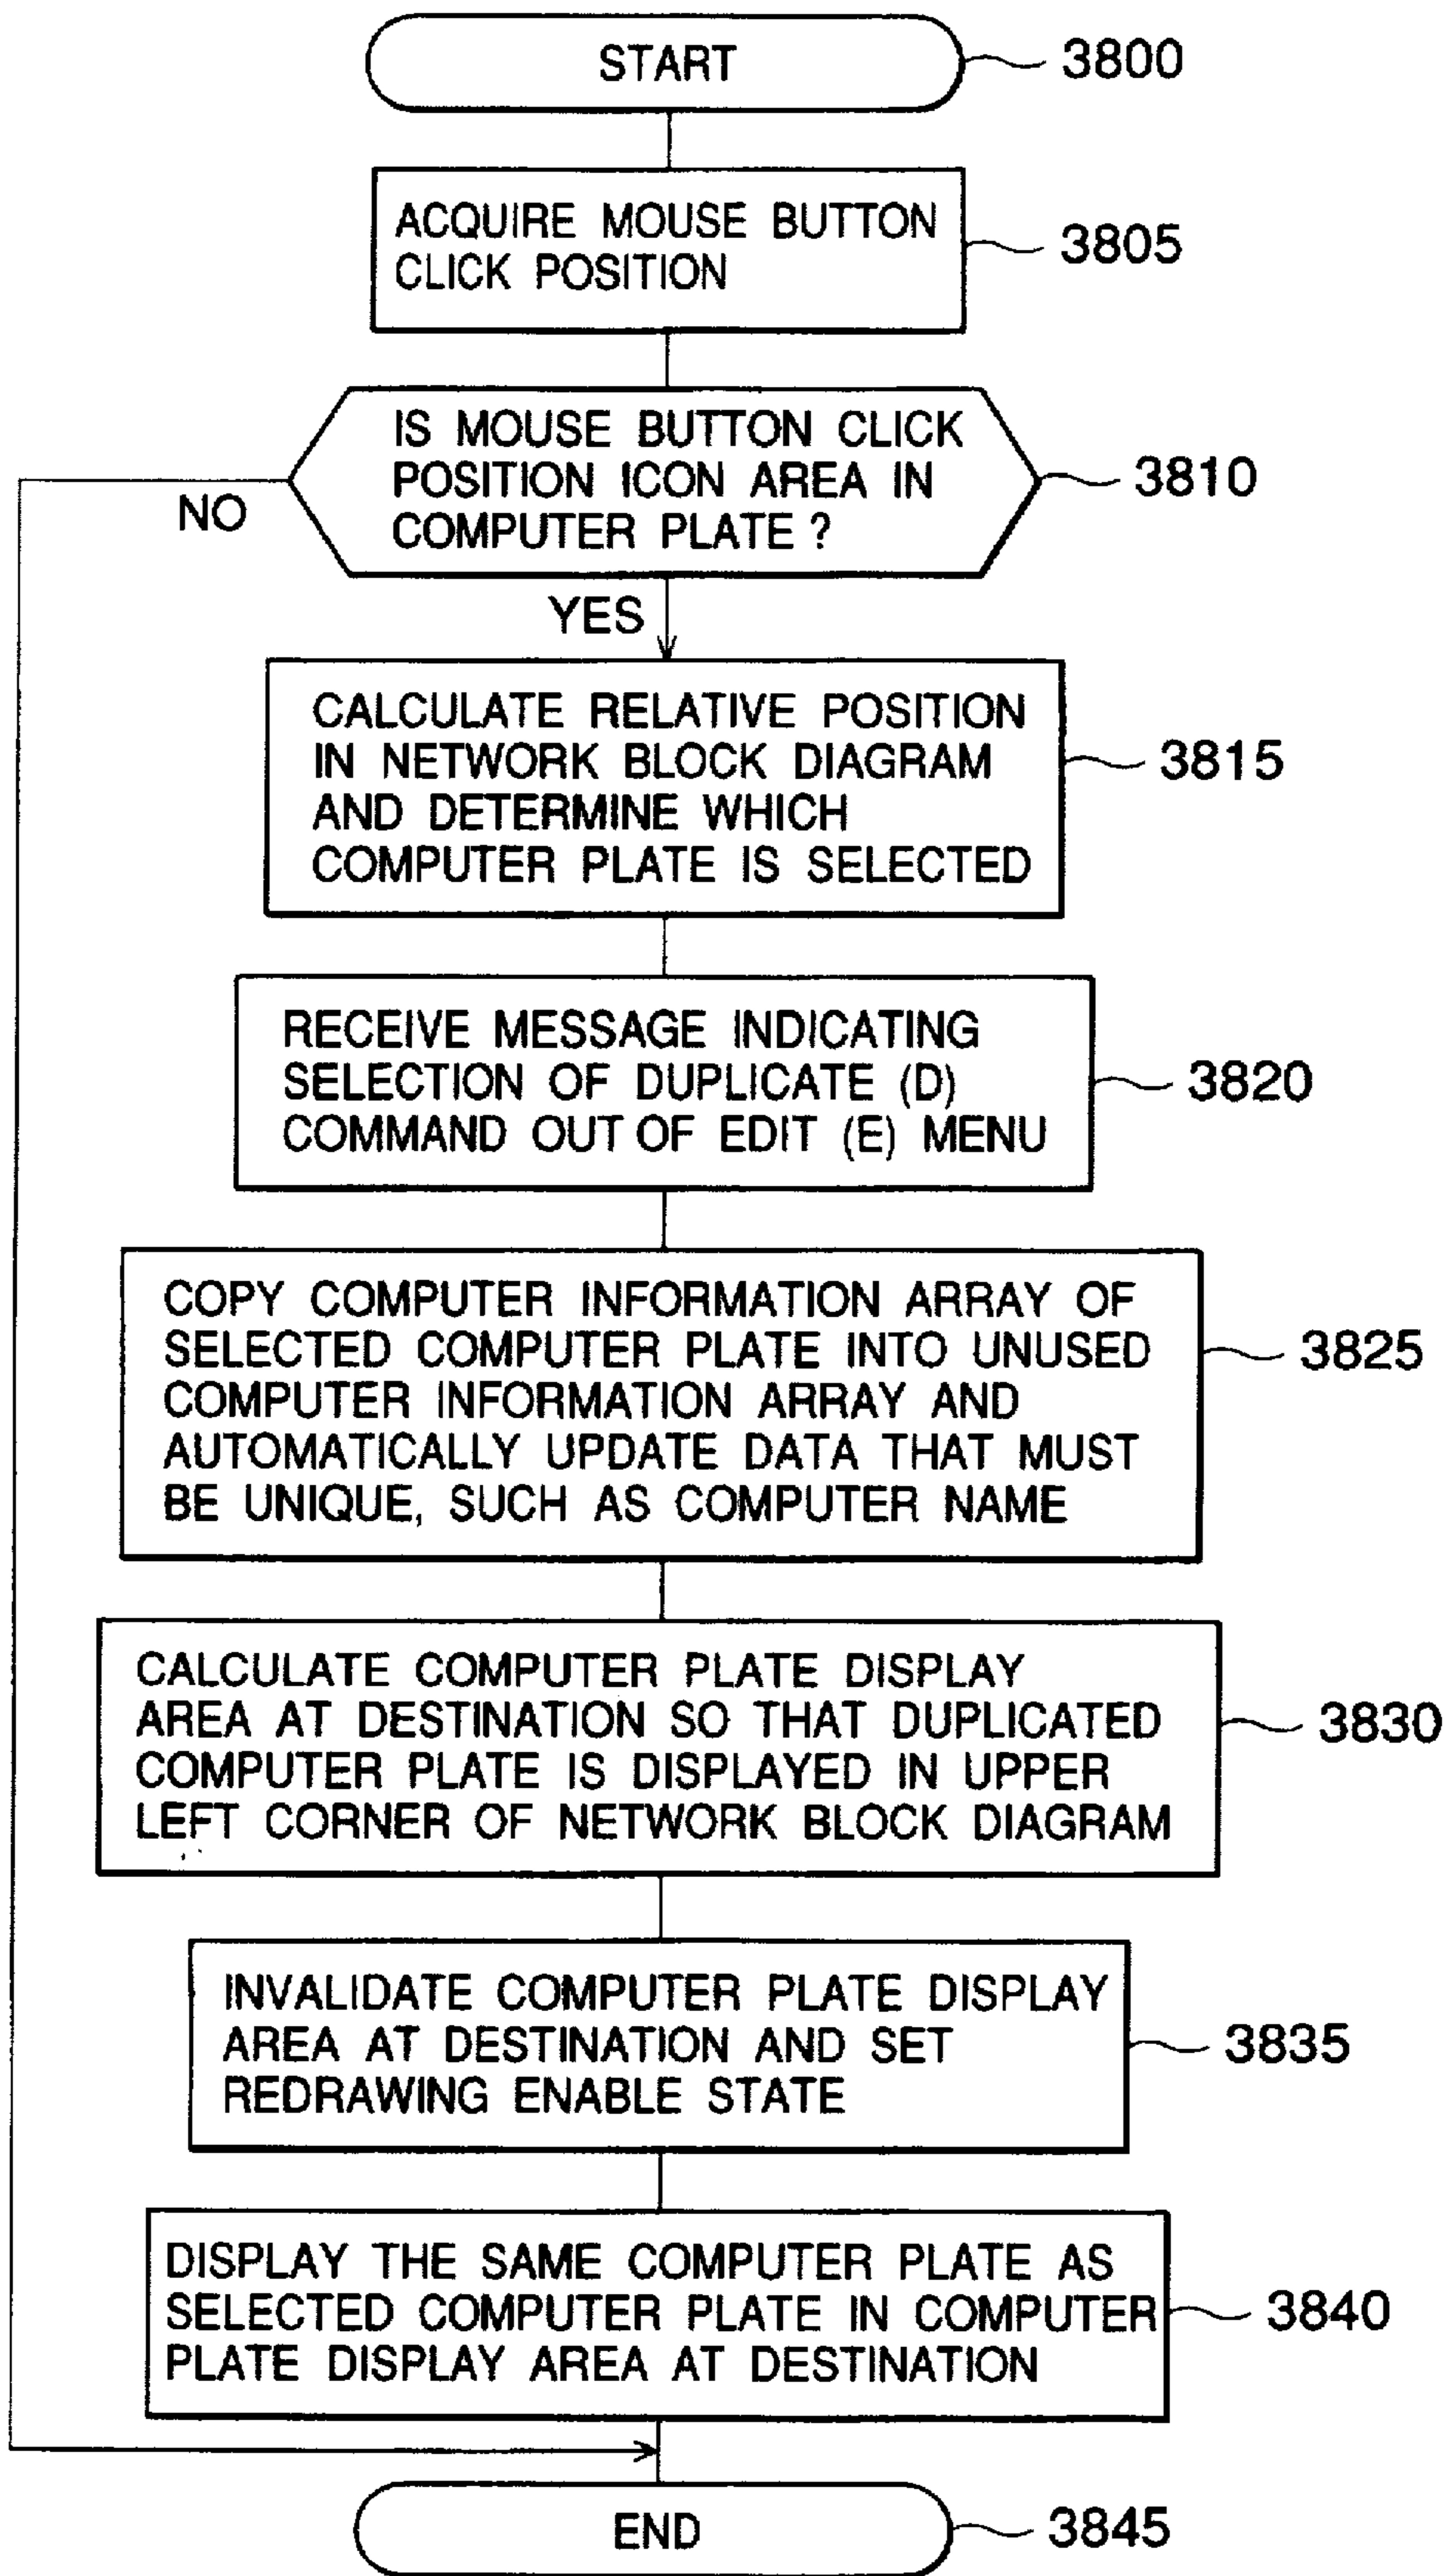 START
3800
ACQUIRE MOUSE BUTTON
CLICK POSITION
3805
IS MOUSE BUTTON CLICK
POSITION ICON AREA IN
COMPUTER PLATE ?
3810
NO
YES
CALCULATE RELATIVE POSITION
IN NETWORK BLOCK DIAGRAM
AND DETERMINE WHICH
COMPUTER PLATE IS SELECTED
3815
RECEIVE MESSAGE INDICATING
SELECTION OF DUPLICATE (D)
COMMAND OUT OF EDIT (E) MENU
3820
COPY COMPUTER INFORMATION ARRAY OF
SELECTED COMPUTER PLATE INTO UNUSED
COMPUTER INFORMATION ARRAY AND
AUTOMATICALLY UPDATE DATA THAT MUST
BE UNIQUE, SUCH AS COMPUTER NAME
3825
CALCULATE COMPUTER PLATE DISPLAY
AREA AT DESTINATION SO THAT DUPLICATED
COMPUTER PLATE IS DISPLAYED IN UPPER
LEFT CORNER OF NETWORK BLOCK DIAGRAM
3830
INVALIDATE COMPUTER PLATE DISPLAY
AREA AT DESTINATION AND SET
REDRAWING ENABLE STATE
3835
DISPLAY THE SAME COMPUTER PLATE AS
SELECTED COMPUTER PLATE IN COMPUTER
PLATE DISPLAY AREA AT DESTINATION
3840
END
3845